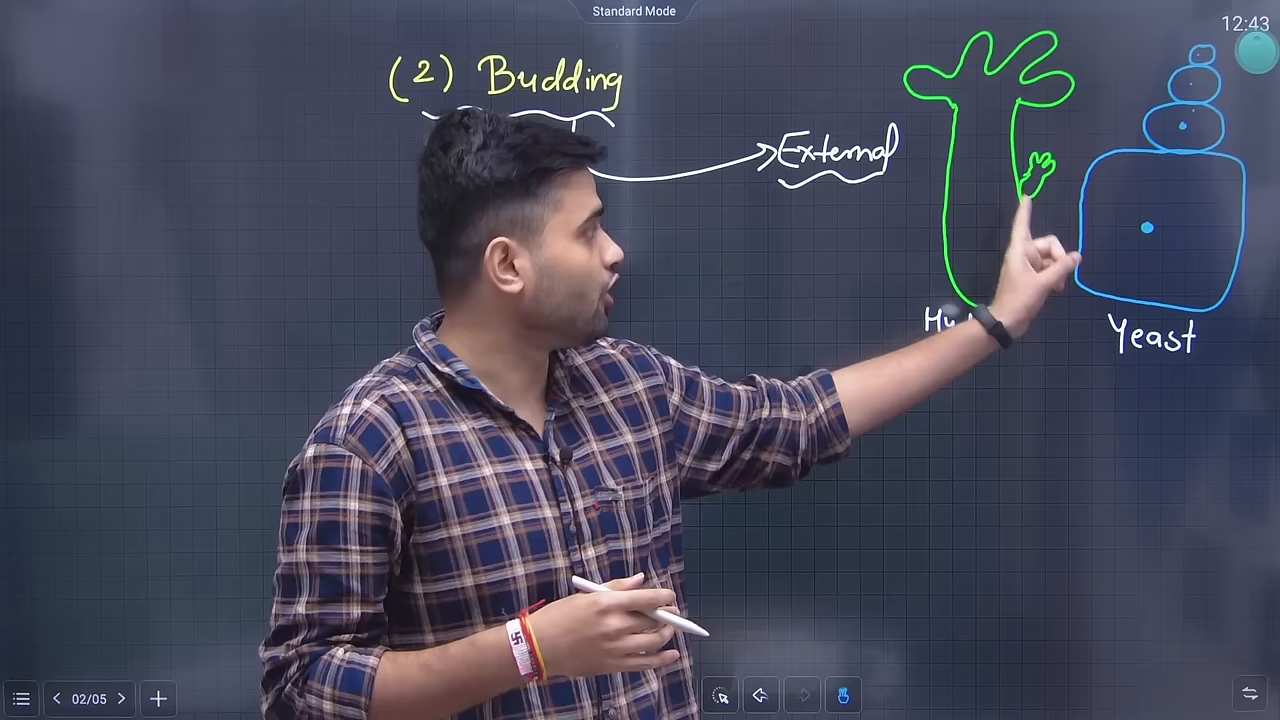 Standard Mode
12:43
(2) Budding
External
Yeast
02/05